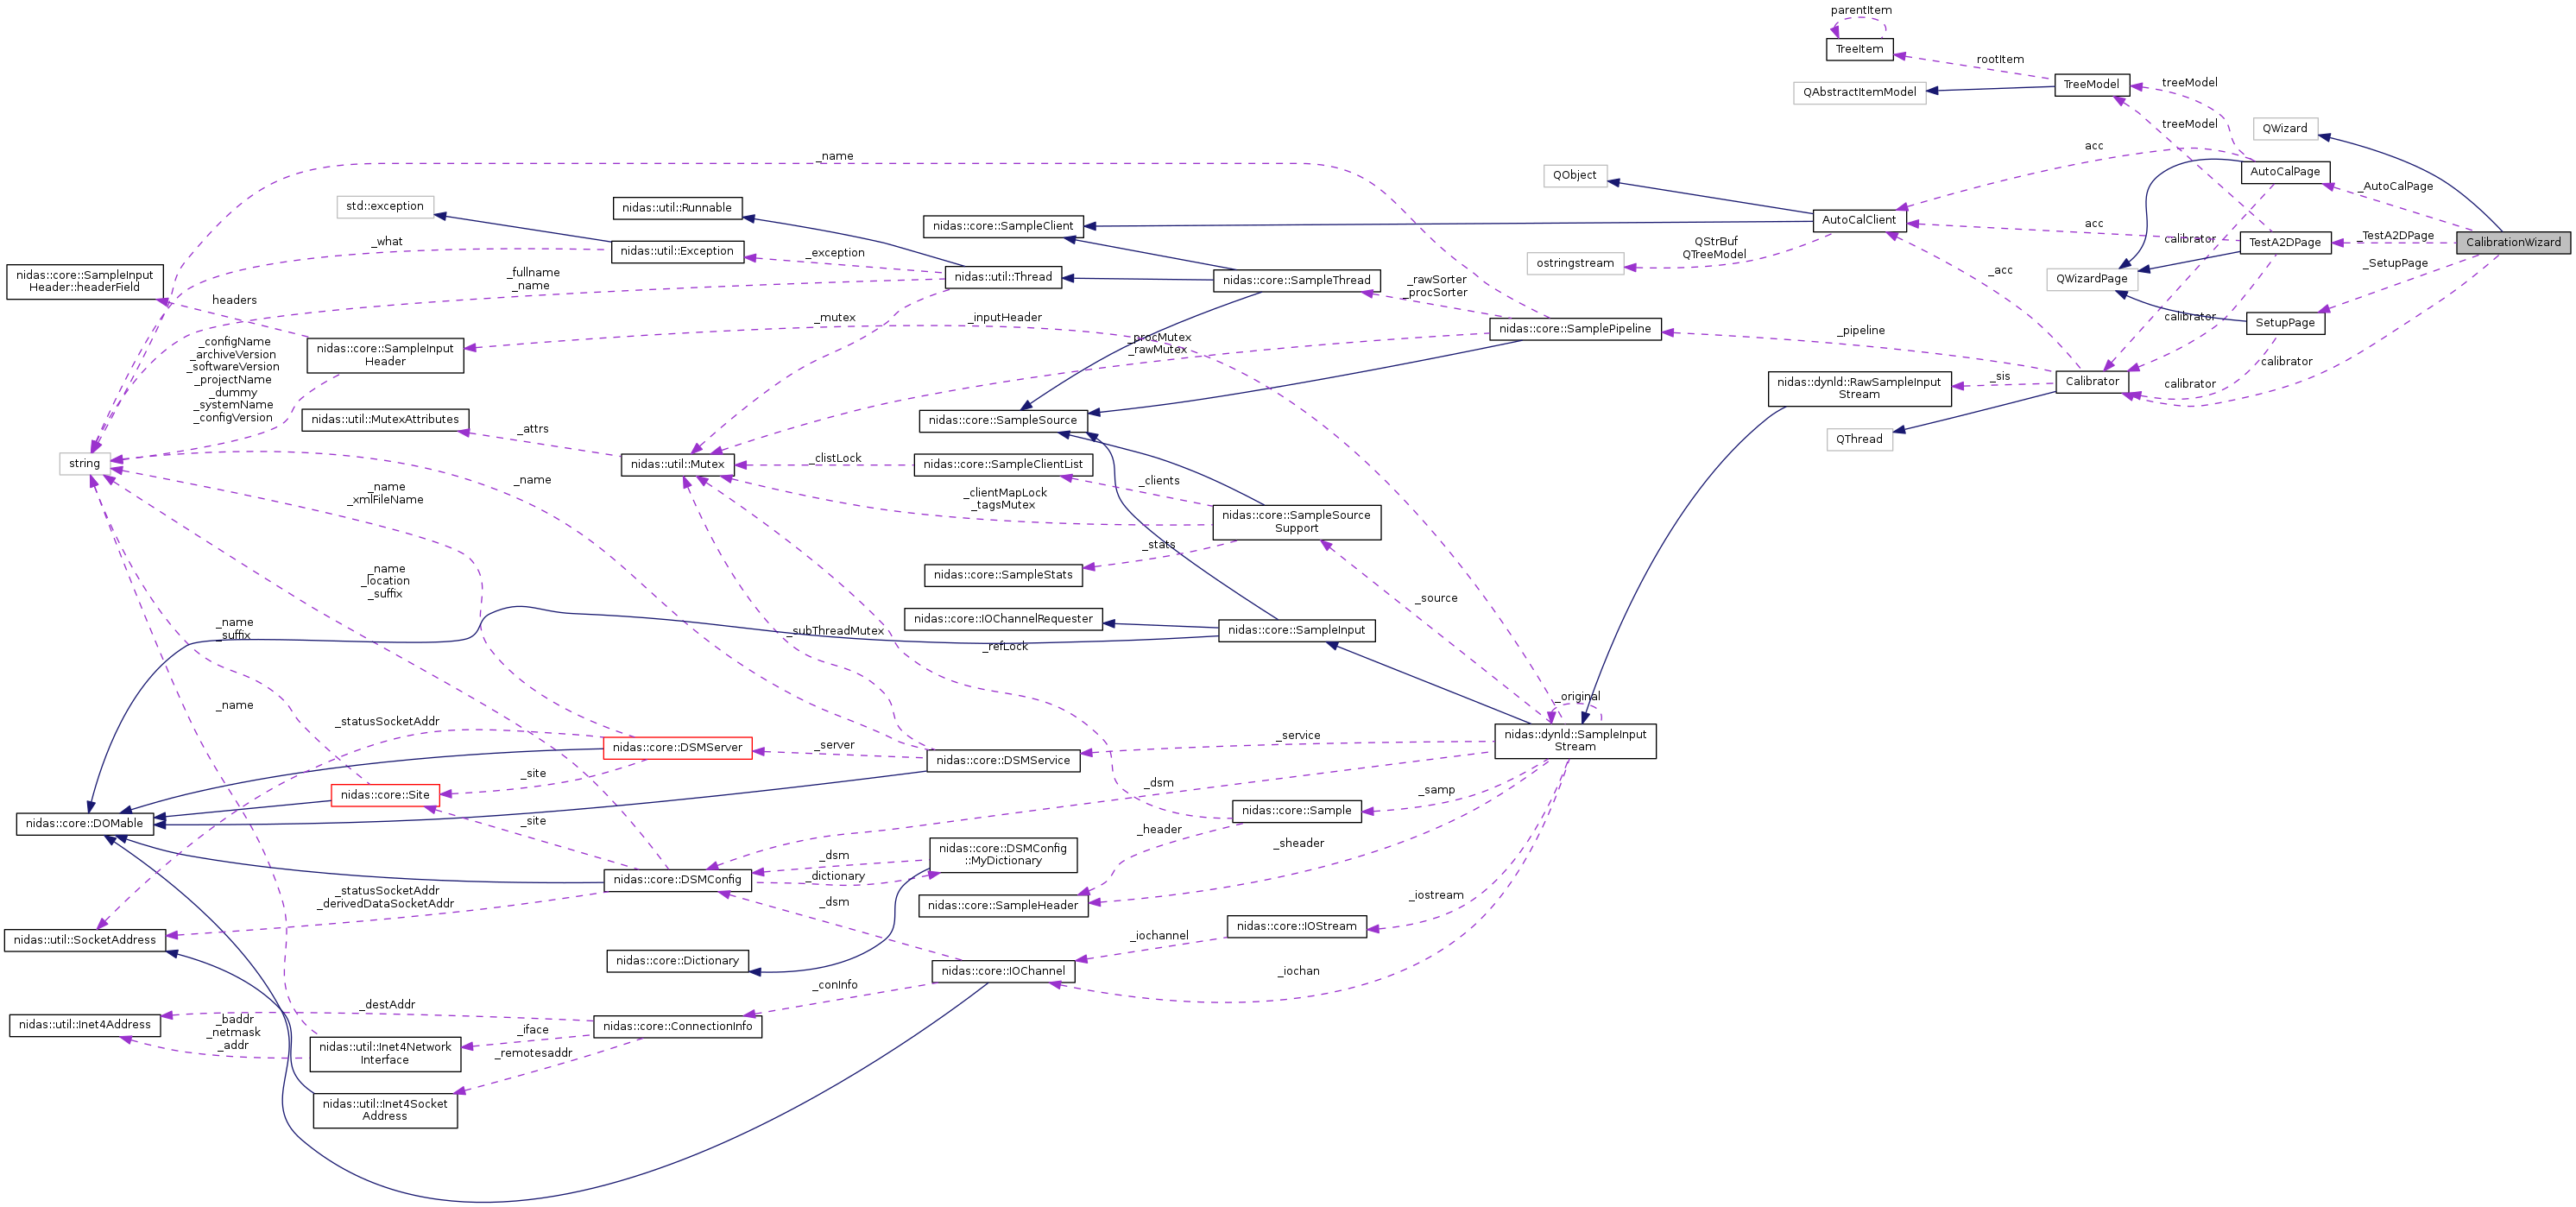 parentItem
TreeItem
rootItem
TreeModel
treeModel
QAbstractItemModel
QWizard
treeModel
acc
_name
AutoCalPage
QObject
_AutoCalPage
std::exception
nidas::util::Runnable
nidas::core::SampleClient
AutoCalClient
acc
_TestA2DPage
CalibrationWizard
_what
nidas::util::Exception
_exception
QStrBuf
QTreeModel
calibrator
TestA2DPage
ostringstream
_SetupPage
nidas::core::SampleInput
Header::headerField
_fullname
_name
nidas::util::Thread
nidas::core::SampleThread
_rawSorter
_procSorter
_acc
QWizardPage
headers
_mutex
_inputHeader
nidas::core::SamplePipeline
_pipeline
calibrator
SetupPage
_configName
_archiveVersion
_softwareVersion
_projectName
_dummy
_systemName
_configVersion
nidas::core::SampleInput
Header
_procMutex
_rawMutex
calibrator
nidas::dynld::RawSampleInput
Stream
_sis
Calibrator
calibrator
nidas::util::MutexAttributes
_attrs
nidas::core::SampleSource
QThread
string
nidas::util::Mutex
_clistLock
nidas::core::SampleClientList
_name
_xmlFileName
_name
_clientMapLock
_tagsMutex
_clients
nidas::core::SampleSource
Support
_stats
nidas::core::SampleStats
_name
_location
_suffix
_source
nidas::core::IOChannelRequester
nidas::core::SampleInput
_name
_suffix
_subThreadMutex
_refLock
_original
_name
_statusSocketAddr
nidas::core::DSMServer
_server
nidas::core::DSMService
_service
nidas::dynld::SampleInput
Stream
_site
_dsm
nidas::core::Site
_samp
nidas::core::Sample
nidas::core::DOMable
_site
_header
_sheader
nidas::core::DSMConfig
_dsm
_dictionary
nidas::core::DSMConfig
::MyDictionary
_statusSocketAddr
_derivedDataSocketAddr
_dsm
nidas::core::SampleHeader
_iostream
nidas::core::IOStream
_iochannel
nidas::util::SocketAddress
nidas::core::Dictionary
nidas::core::IOChannel
_iochan
_conInfo
_destAddr
nidas::util::Inet4Address
_baddr
_netmask
_addr
_iface
nidas::core::ConnectionInfo
nidas::util::Inet4Network
Interface
_remotesaddr
nidas::util::Inet4Socket
Address